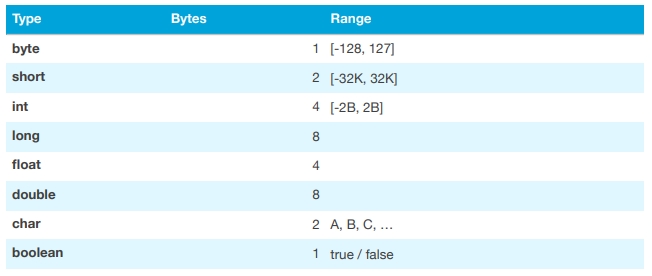 Type Bytes Range
byte 1 [-128, 127]
short 2 [-32K, 32K]
int 4 [-2B, 2B]
long 8
float 4
double 8
char 2 A, B, C, …
boolean 1 true / false